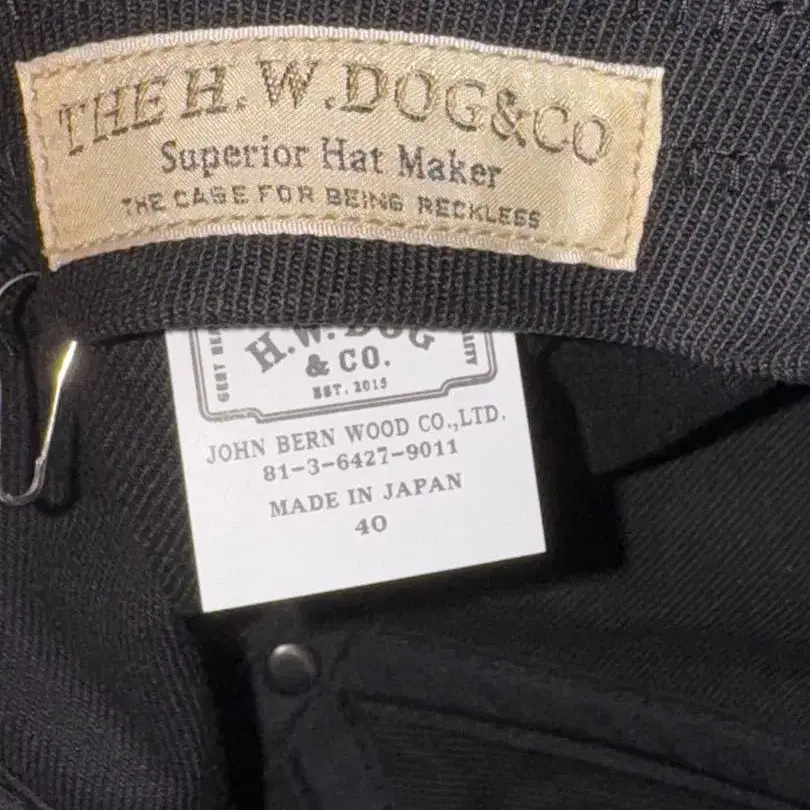 THE H.W.DOG&CO
Superior Hat Maker
THE CASE FOR BEING RECKLESS
H.W.DOG
& CO.
EST. 2015
JOHN BERN WOOD CO.,LTD.
81-3-6427-9011
MADE IN JAPAN
40